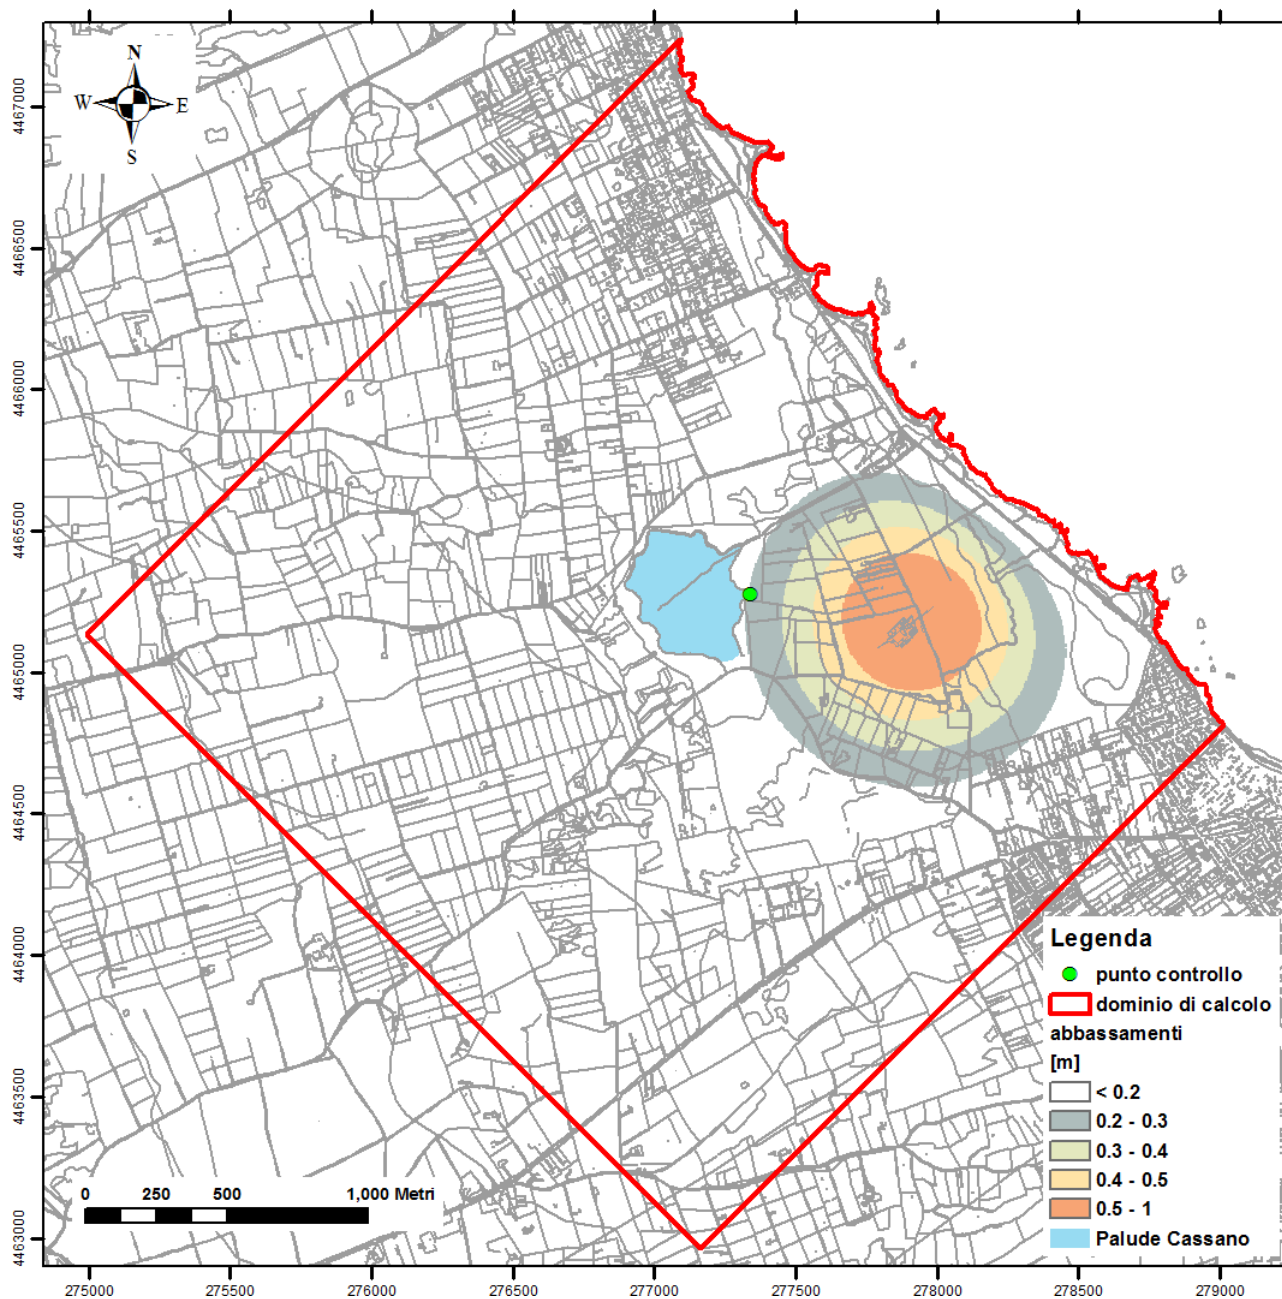 N
W E
S
4467000
4466500
4466000
4465500
4465000
4464500
4464000
4463500
4463000
Legenda
punto controllo
dominio di calcolo
abbassamenti
[m]
< 0.2
0.2 - 0.3
0.3 - 0.4
0.4 - 0.5
0.5 - 1
Palude Cassano
0 250 500 1,000 Metri
275000 275500 276000 276500 277000 277500 278000 278500 279000